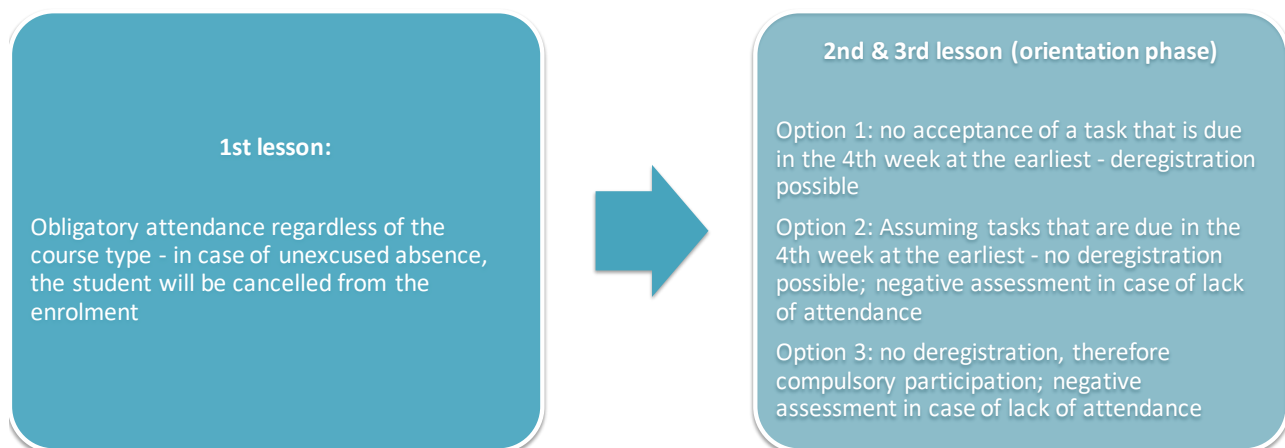 1st lesson:
Obligatory attendance regardless of the
course type - in case of unexcused absence,
the student will be cancelled from the
enrolment
2nd & 3rd lesson (orientation phase)
Option 1: no acceptance of a task that is due
in the 4th week at the earliest - deregistration
possible
Option 2: Assuming tasks that are due in the
4th week at the earliest - no deregistration
possible; negative assessment in case of lack
of attendance
Option 3: no deregistration, therefore
compulsory participation; negative
assessment in case of lack of attendance